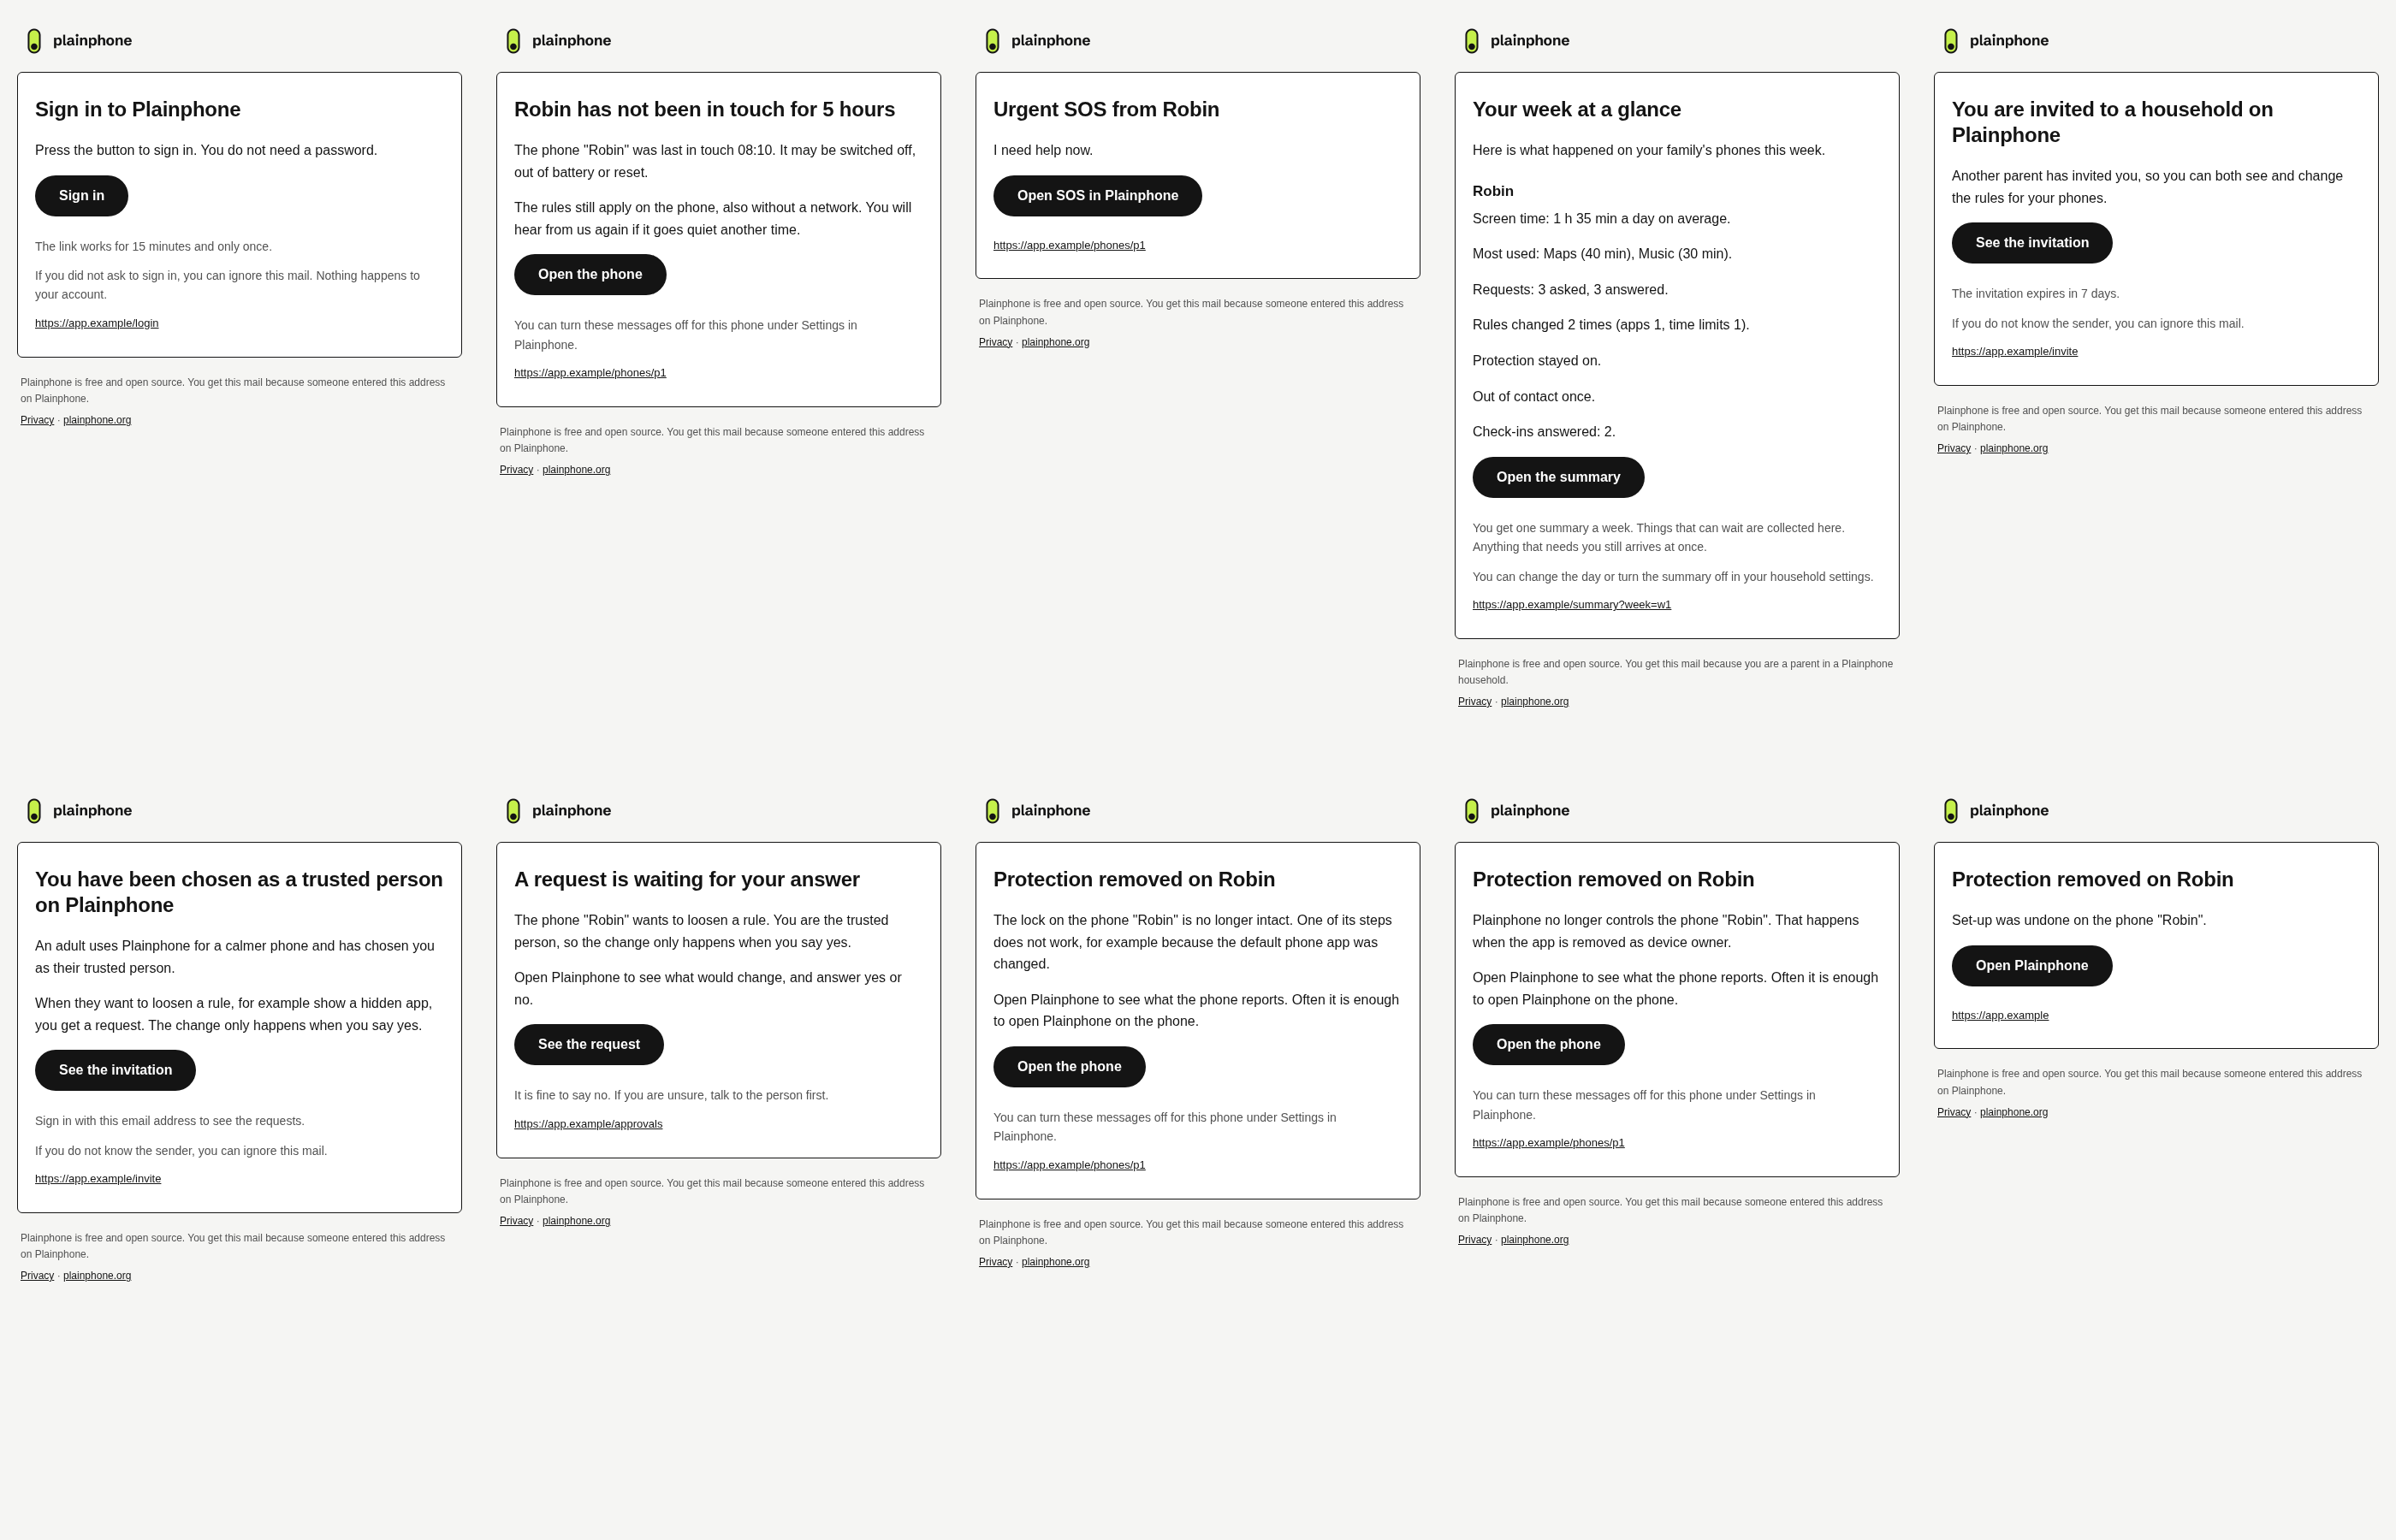 plainphone
Sign in to Plainphone
Press the button to sign in. You do not need a password.
Sign in
The link works for 15 minutes and only once.
If you did not ask to sign in, you can ignore this mail. Nothing happens to
your account.
https://app.example/login
Plainphone is free and open source. You get this mail because someone entered this address
on Plainphone.
Privacy · plainphone.org
plainphone
Robin has not been in touch for 5 hours
The phone "Robin" was last in touch 08:10. It may be switched off,
out of battery or reset.
The rules still apply on the phone, also without a network. You will
hear from us again if it goes quiet another time.
Open the phone
You can turn these messages off for this phone under Settings in
Plainphone.
https://app.example/phones/p1
Plainphone is free and open source. You get this mail because someone entered this address
on Plainphone.
Privacy · plainphone.org
plainphone
Urgent SOS from Robin
I need help now.
Open SOS in Plainphone
https://app.example/phones/p1
Plainphone is free and open source. You get this mail because someone entered this address
on Plainphone.
Privacy · plainphone.org
plainphone
Your week at a glance
Here is what happened on your family's phones this week.
Robin
Screen time: 1 h 35 min a day on average.
Most used: Maps (40 min), Music (30 min).
Requests: 3 asked, 3 answered.
Rules changed 2 times (apps 1, time limits 1).
Protection stayed on.
Out of contact once.
Check-ins answered: 2.
Open the summary
You get one summary a week. Things that can wait are collected here.
Anything that needs you still arrives at once.
You can change the day or turn the summary off in your household settings.
https://app.example/summary?week=w1
Plainphone is free and open source. You get this mail because you are a parent in a Plainphone
household.
Privacy · plainphone.org
plainphone
You are invited to a household on
Plainphone
Another parent has invited you, so you can both see and change
the rules for your phones.
See the invitation
The invitation expires in 7 days.
If you do not know the sender, you can ignore this mail.
https://app.example/invite
Plainphone is free and open source. You get this mail because someone entered this address
on Plainphone.
Privacy · plainphone.org
plainphone
You have been chosen as a trusted person
on Plainphone
An adult uses Plainphone for a calmer phone and has chosen you
as their trusted person.
When they want to loosen a rule, for example show a hidden app,
you get a request. The change only happens when you say yes.
See the invitation
Sign in with this email address to see the requests.
If you do not know the sender, you can ignore this mail.
https://app.example/invite
Plainphone is free and open source. You get this mail because someone entered this address
on Plainphone.
Privacy · plainphone.org
plainphone
A request is waiting for your answer
The phone "Robin" wants to loosen a rule. You are the trusted
person, so the change only happens when you say yes.
Open Plainphone to see what would change, and answer yes or
no.
See the request
It is fine to say no. If you are unsure, talk to the person first.
https://app.example/approvals
Plainphone is free and open source. You get this mail because someone entered this address
on Plainphone.
Privacy · plainphone.org
plainphone
Protection removed on Robin
The lock on the phone "Robin" is no longer intact. One of its steps
does not work, for example because the default phone app was
changed.
Open Plainphone to see what the phone reports. Often it is enough
to open Plainphone on the phone.
Open the phone
You can turn these messages off for this phone under Settings in
Plainphone.
https://app.example/phones/p1
Plainphone is free and open source. You get this mail because someone entered this address
on Plainphone.
Privacy · plainphone.org
plainphone
Protection removed on Robin
Plainphone no longer controls the phone "Robin". That happens
when the app is removed as device owner.
Open Plainphone to see what the phone reports. Often it is enough
to open Plainphone on the phone.
Open the phone
You can turn these messages off for this phone under Settings in
Plainphone.
https://app.example/phones/p1
Plainphone is free and open source. You get this mail because someone entered this address
on Plainphone.
Privacy · plainphone.org
plainphone
Protection removed on Robin
Set-up was undone on the phone "Robin".
Open Plainphone
https://app.example
Plainphone is free and open source. You get this mail because someone entered this address
on Plainphone.
Privacy · plainphone.org